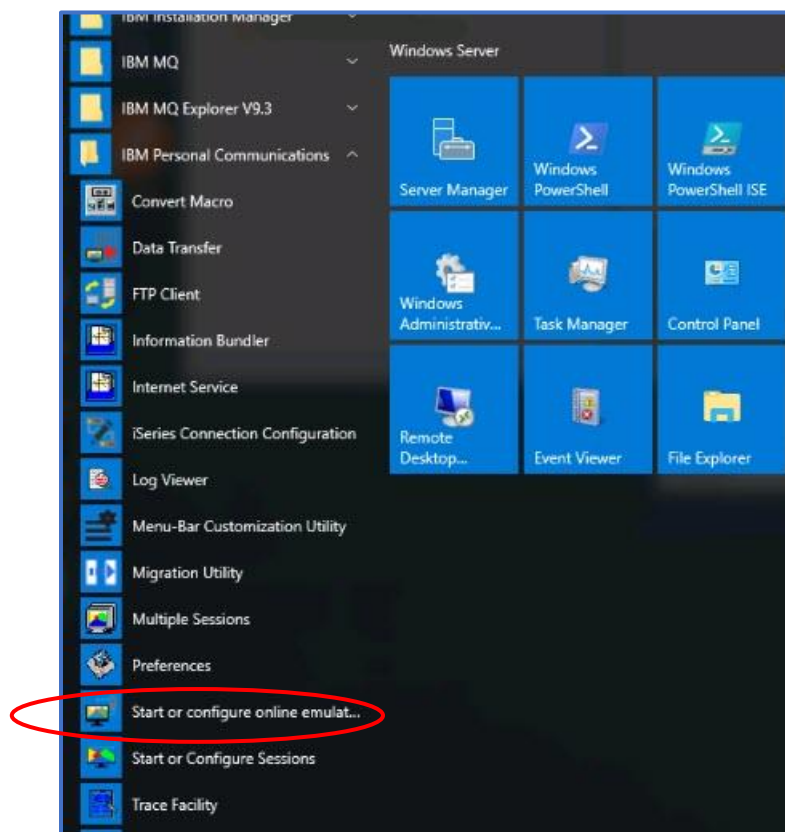 IBM Installation Manager
IBM MQ
IBM MQ Explorer V9.3
IBM Personal Communications
Convert Macro
Data Transfer
FTP Client
Information Bundler
Internet Service
iSeries Connection Configuration
Log Viewer
Menu-Bar Customization Utility
Migration Utility
Multiple Sessions
Preferences
Start or configure online emulat...
Start or Configure Sessions
Trace Facility
Windows Server
Server Manager
Windows
PowerShell
Windows
PowerShell ISE
Windows
Administrativ...
Task Manager
Control Panel
Remote
Desktop...
Event Viewer
File Explorer